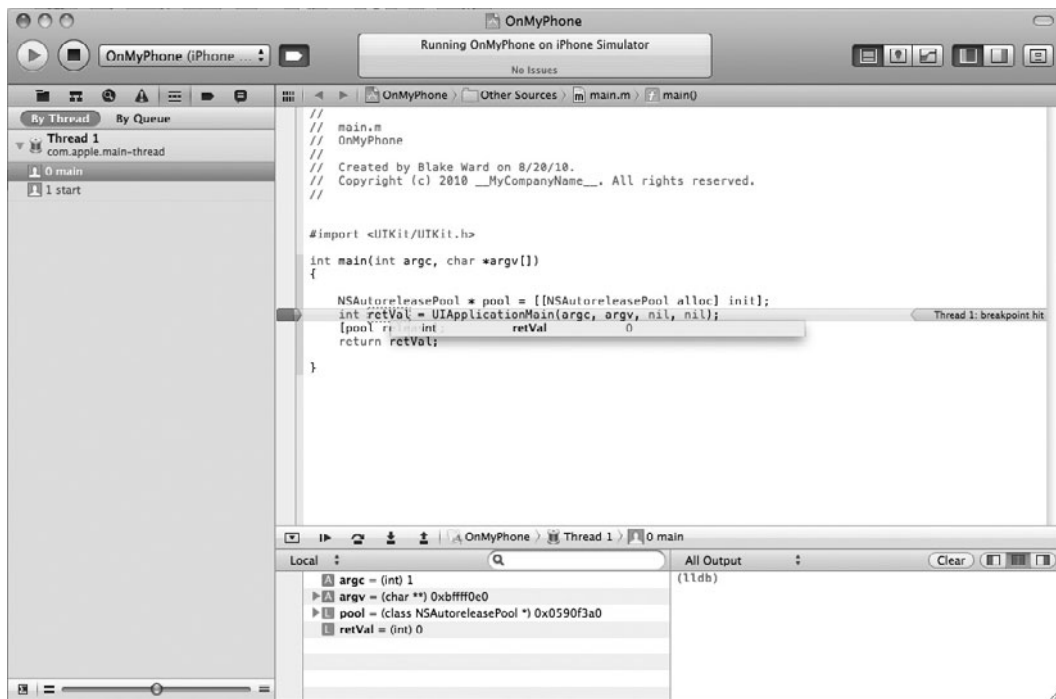 OnMyPhone
OnMyPhone (iPhone ...
Running OnMyPhone on iPhone Simulator
No Issues
By Thread By Queue
Thread 1
com.apple.main-thread
0 main
1 start
OnMyPhone Other Sources m main.m f main()
//
// main.m
// OnMyPhone
//
// Created by Blake Ward on 8/20/10.
// Copyright (c) 2010 __MyCompanyName__. All rights reserved.
//
#import <UIKit/UIKit.h>
int main(int argc, char *argv[])
{
NSAutoreleasePool * pool = [[NSAutoreleasePool alloc] init];
int retVal = UIApplicationMain(argc, argv, nil, nil);
Thread 1: breakpoint hit
[pool
int retVal 0
return retVal;
}
OnMyPhone Thread 1 0 main
Local All Output Clear
A argc = (int) 1
A argv = (char **) 0xbffff0e0
L pool = (class NSAutoreleasePool *) 0x0590f3a0
L retVal = (int) 0
(lldb)